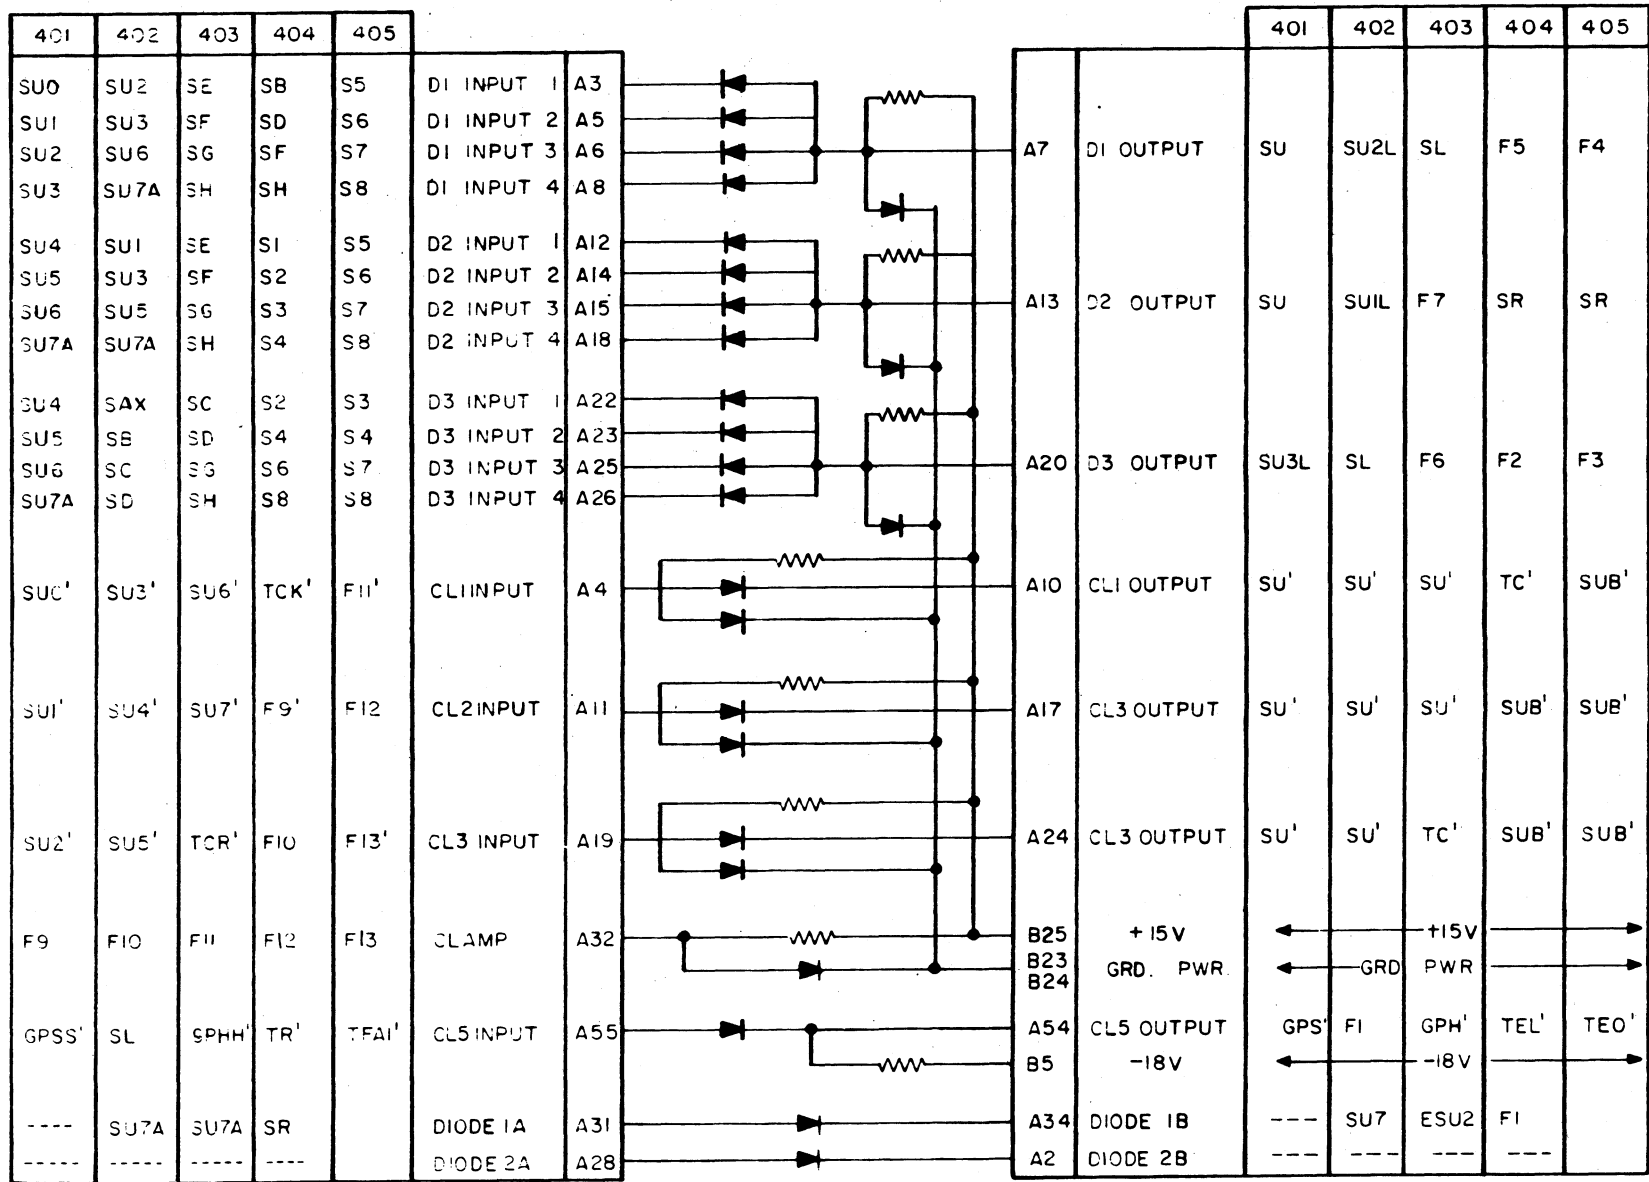 401 402 403 404 405
401 402 403 404 405
SU0 SU2 SE SB S5 D1 INPUT 1 A3
SU1 SU3 SF SD S6 D1 INPUT 2 A5
SU2 SU6 SG SF S7 D1 INPUT 3 A6 A7 D1 OUTPUT SU SU2L SL F5 F4
SU3 SU7A SH SH S8 D1 INPUT 4 A8
SU4 SU1 SE S1 S5 D2 INPUT 1 A12
SU5 SU3 SF S2 S6 D2 INPUT 2 A14
SU6 SU5 SG S3 S7 D2 INPUT 3 A15 A13 D2 OUTPUT SU SU1L F7 SR SR
SU7A SU7A SH S4 S8 D2 INPUT 4 A18
SU4 SAX SC S2 S3 D3 INPUT 1 A22
SU5 SB SD S4 S4 D3 INPUT 2 A23
SU6 SC SG S6 S7 D3 INPUT 3 A25 A20 D3 OUTPUT SU3L SL F6 F2 F3
SU7A SD SH S8 S8 D3 INPUT 4 A26
SU0' SU3' SU6' TCK' F11' CL1INPUT A4 A10 CL1 OUTPUT SU' SU' SU' TC' SUB'
SU1' SU4' SU7' F9' F12 CL2INPUT A11 A17 CL3 OUTPUT SU' SU' SU' SUB' SUB'
SU2' SU5' TCR' F10 F13' CL3 INPUT A19 A24 CL3 OUTPUT SU' SU' TC' SUB' SUB'
F9 F10 F11 F12 F13 CLAMP A32 B25 +15V +15V
B23
GRD. PWR. GRD PWR
B24
GPSS' SL GPHH' TR' TFA1' CL5 INPUT A55 A54 CL5 OUTPUT GPS' F1 GPH' TEL' TEO'
B5 -18V -18V
---- SU7A SU7A SR DIODE 1A A31 A34 DIODE 1B --- SU7 ESU2 F1
----- ----- ----- ---- DIODE 2A A28 A2 DIODE 2B --- --- --- ---